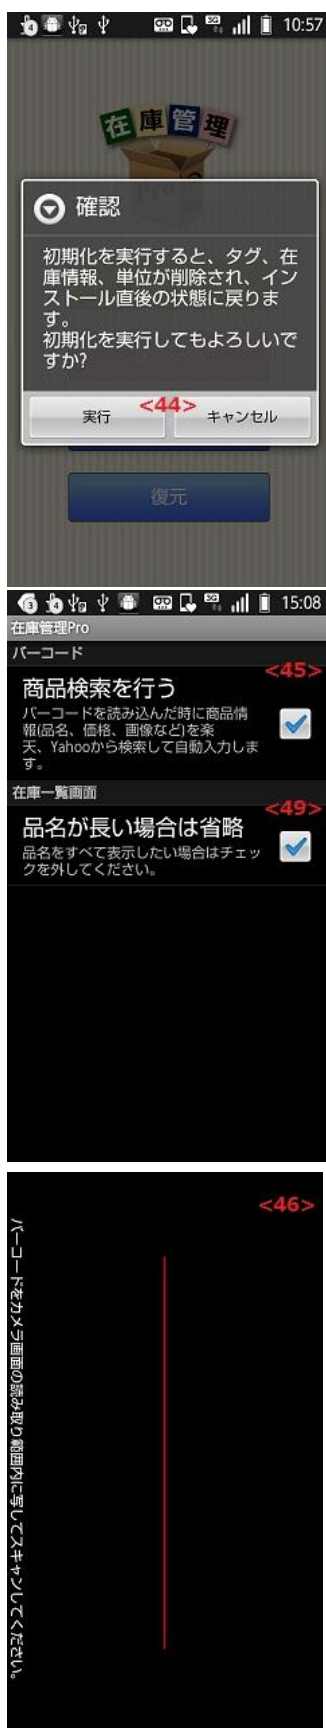 10:57
在庫管理
Pro
確認
初期化を実行すると、タグ、在
庫情報、単位が削除され、イン
ストール直後の状態に戻りま
す。
初期化を実行してもよろしいで
すか?
<44>
実行
キャンセル
復元
15:08
在庫管理Pro
バーコード
<45>
商品検索を行う
バーコードを読み込んだ時に商品情
報(品名、価格、画像など)を楽
天、Yahooから検索して自動入力しま
す。
在庫一覧画面
<49>
品名が長い場合は省略
品名をすべて表示したい場合はチェッ
クを外してください。
<46>
バーコードをカメラ画面の読み取り範囲内に写してスキャンしてください。